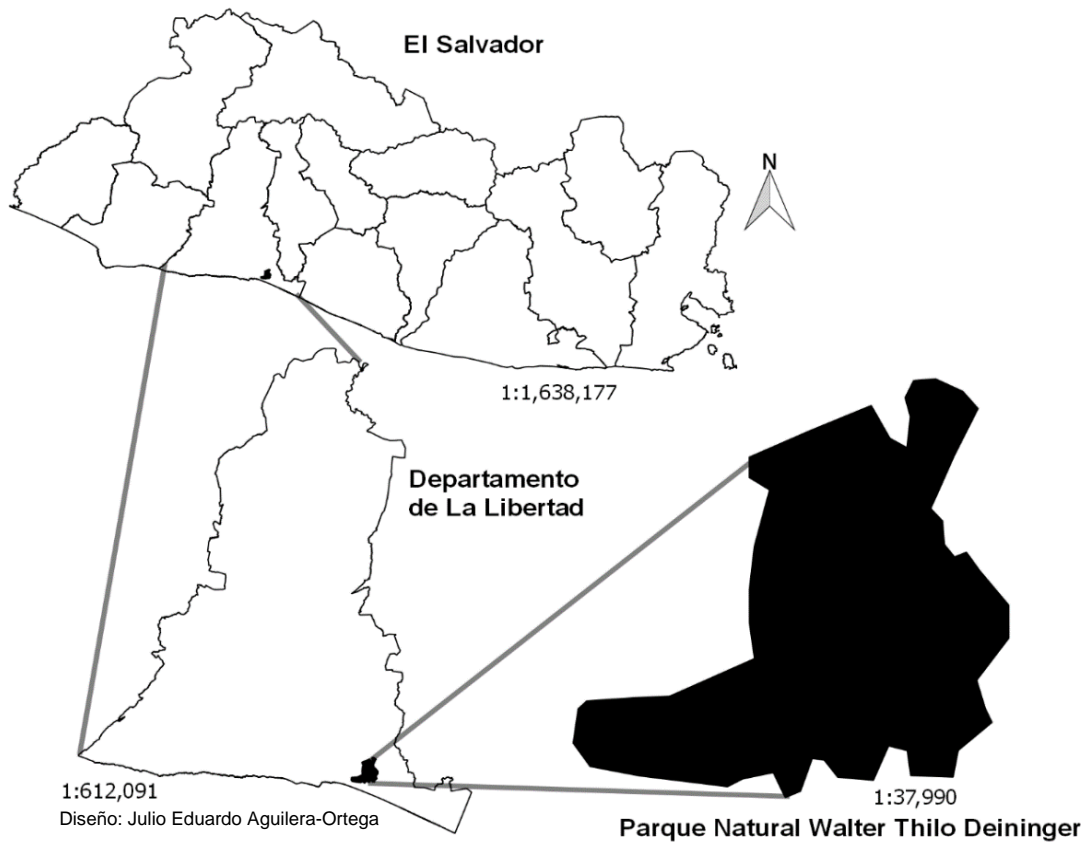 El Salvador
N
1:1,638,177
Departamento
de La Libertad
1:612,091
1:37,990
Diseño: Julio Eduardo Aguilera-Ortega
Parque Natural Walter Thilo Deininger